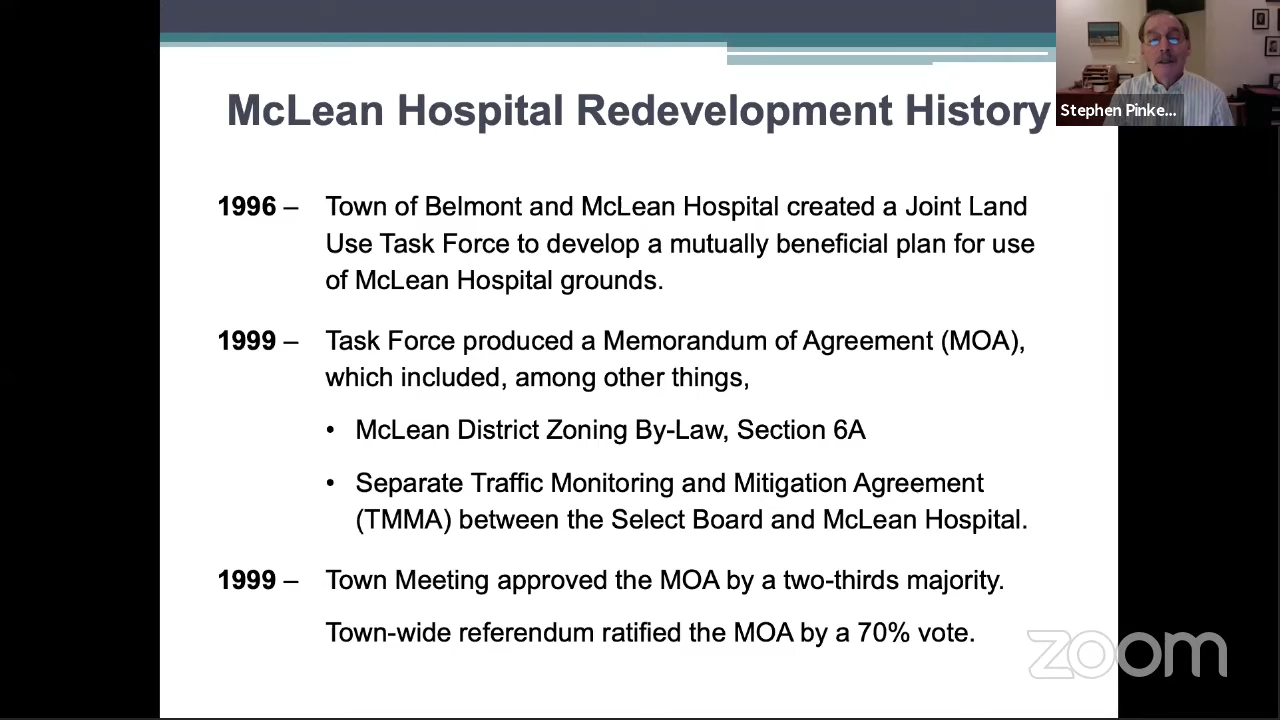 McLean Hospital Redevelopment History
Stephen Pinke...
1996 – Town of Belmont and McLean Hospital created a Joint Land
Use Task Force to develop a mutually beneficial plan for use
of McLean Hospital grounds.
1999 – Task Force produced a Memorandum of Agreement (MOA),
which included, among other things,
• McLean District Zoning By-Law, Section 6A
• Separate Traffic Monitoring and Mitigation Agreement
(TMMA) between the Select Board and McLean Hospital.
1999 – Town Meeting approved the MOA by a two-thirds majority.
Town-wide referendum ratified the MOA by a 70% vote.
zoom